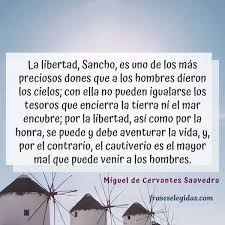 La libertad, Sancho, es uno de los más
preciosos dones que a los hombres dieron
los cielos; con ella no pueden igualarse los
tesoros que encierra la tierra ni el mar
encubre; por la libertad, así como por la
honra, se puede y debe aventurar la vida, y,
por el contrario, el cautiverio es el mayor
mal que puede venir a los hombres.
Miguel de Cervantes Saavedra
fraseselegidas.com